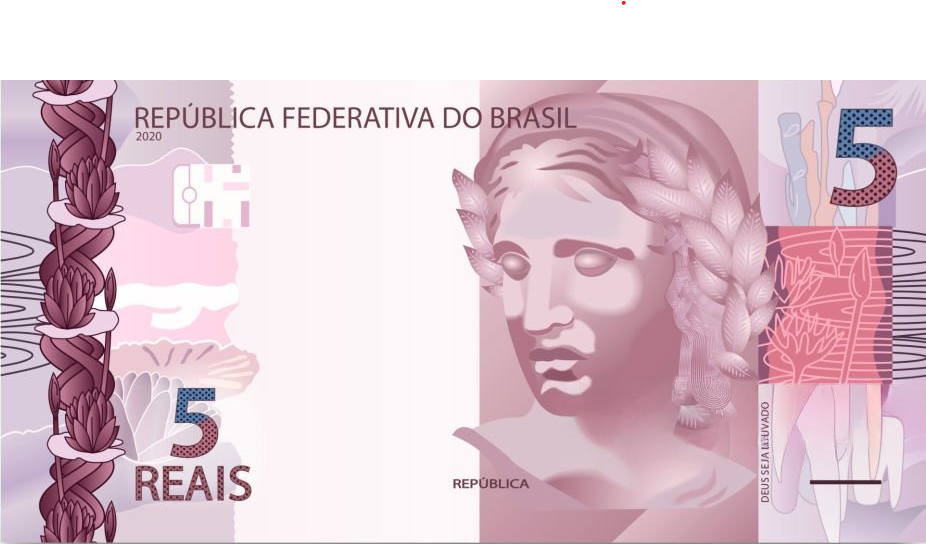 REPÚBLICA FEDERATIVA DO BRASIL
2020
5
5
REAIS
REPÚBLICA
DEUS SEJA LOUVADO